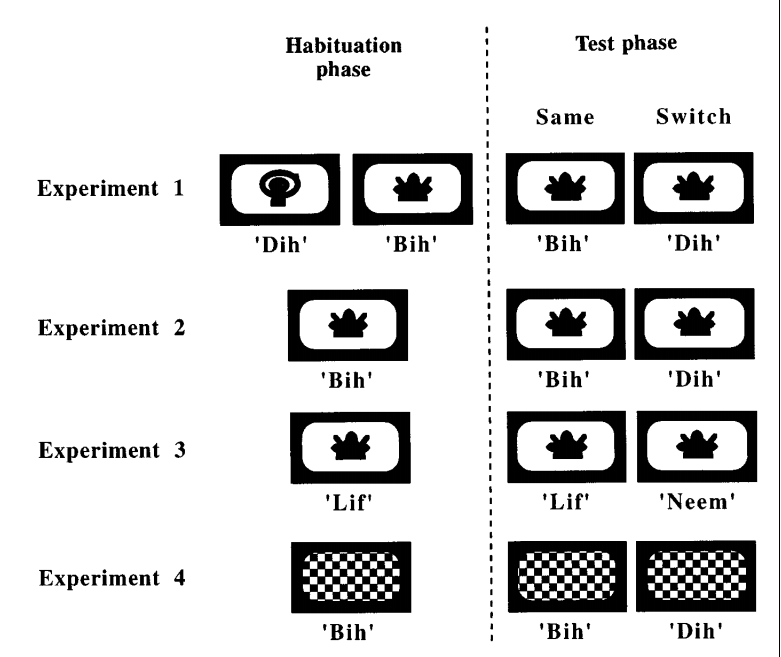 Habituation
phase
Test phase
Same Switch
Experiment 1
'Dih' 'Bih' 'Bih' 'Dih'
Experiment 2
'Bih' 'Bih' 'Dih'
Experiment 3
'Lif' 'Lif' 'Neem'
Experiment 4
'Bih' 'Bih' 'Dih'